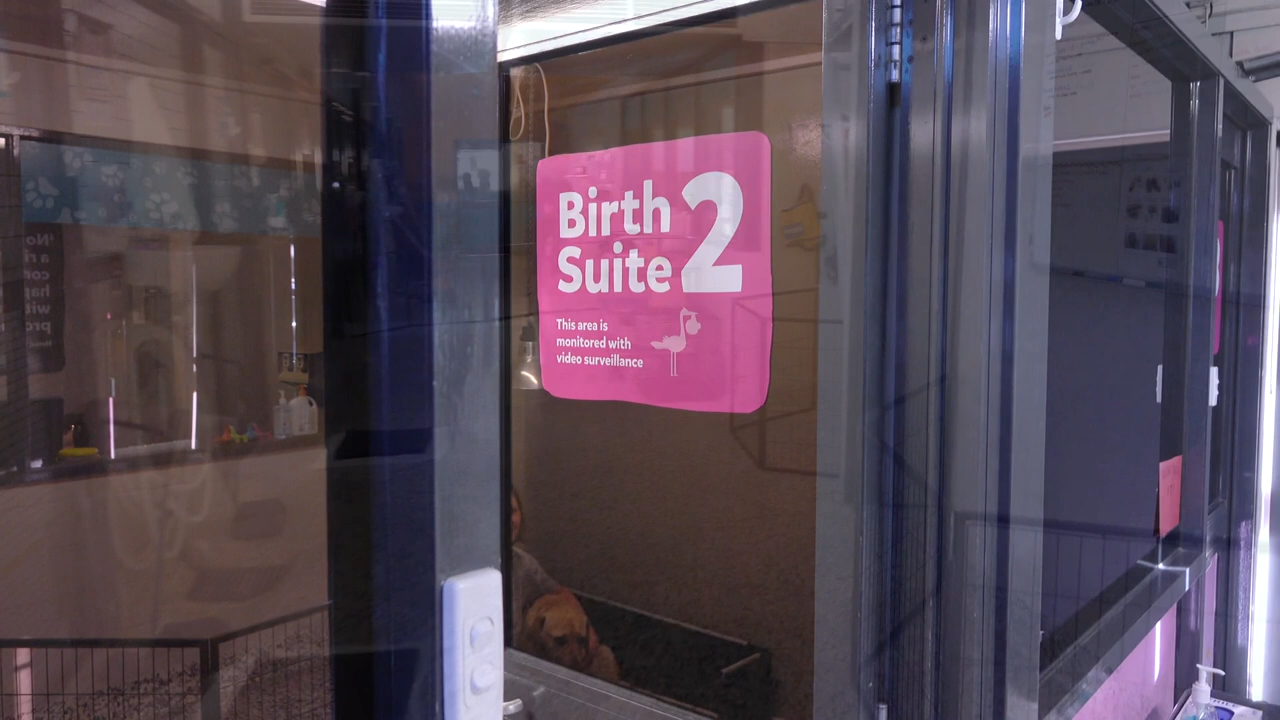 Birth
Suite 2
This area is
monitored with
video surveillance